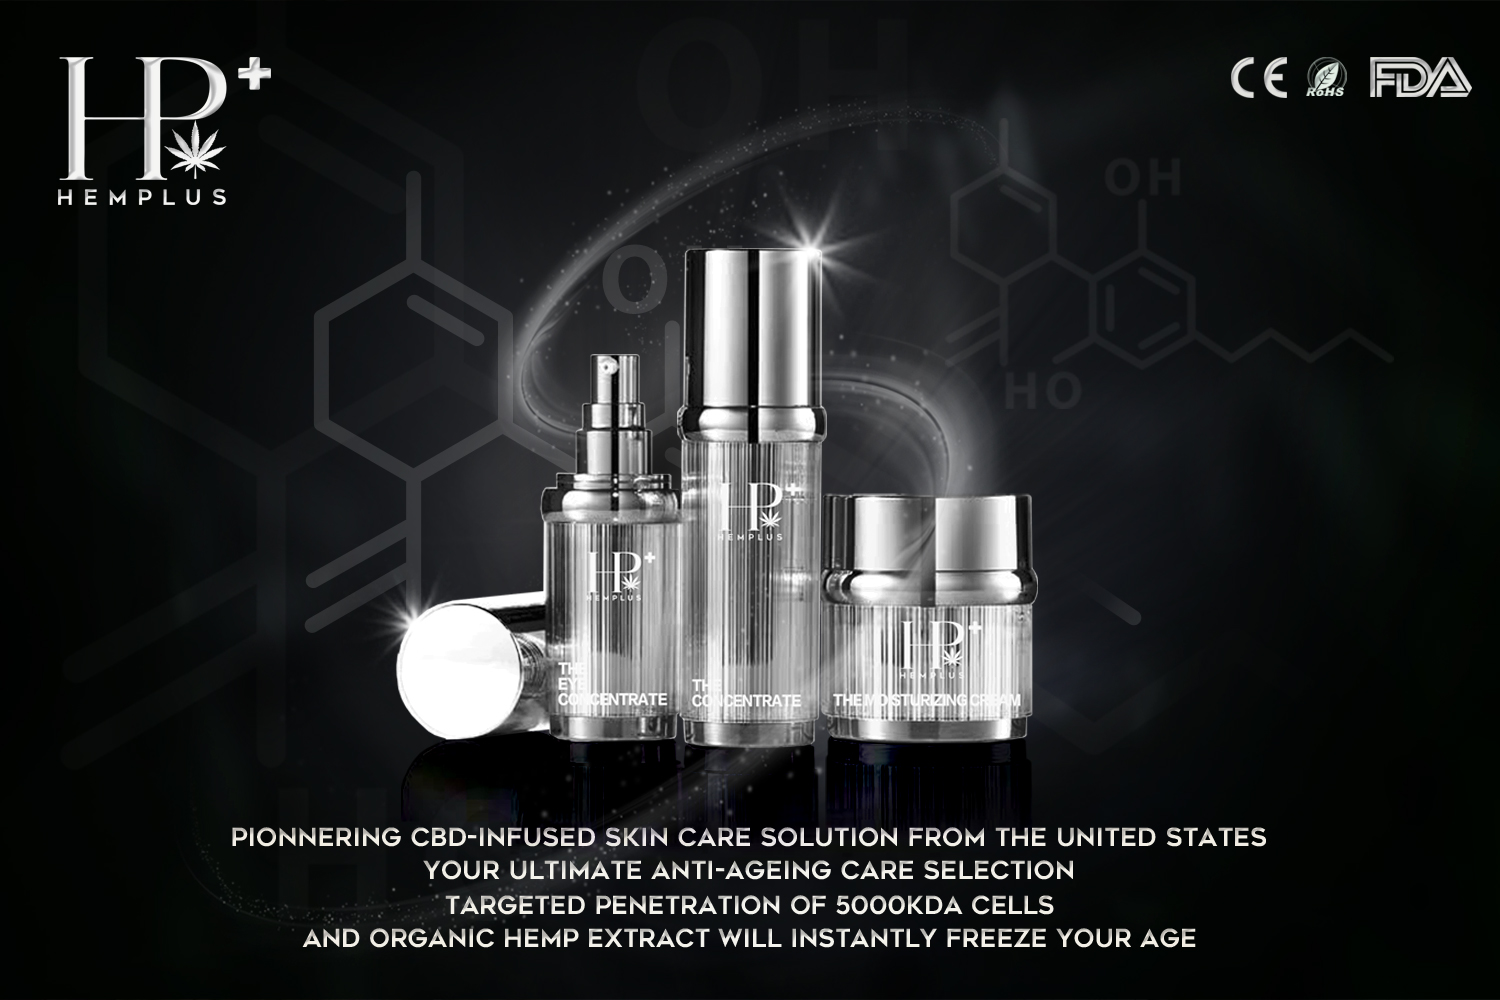 HP+
HEMPLUS
CE RoHS FDA
OH
OH
O
HO
HP+
HEMPLUS
THE
EYE
CONCENTRATE
HP+
HEMPLUS
THE
CONCENTRATE
HP+
HEMPLUS
THE MOISTURIZING CREAM
H
PIONNERING CBD-INFUSED SKIN CARE SOLUTION FROM THE UNITED STATES
YOUR ULTIMATE ANTI-AGEING CARE SELECTION
TARGETED PENETRATION OF 5000KDA CELLS
AND ORGANIC HEMP EXTRACT WILL INSTANTLY FREEZE YOUR AGE